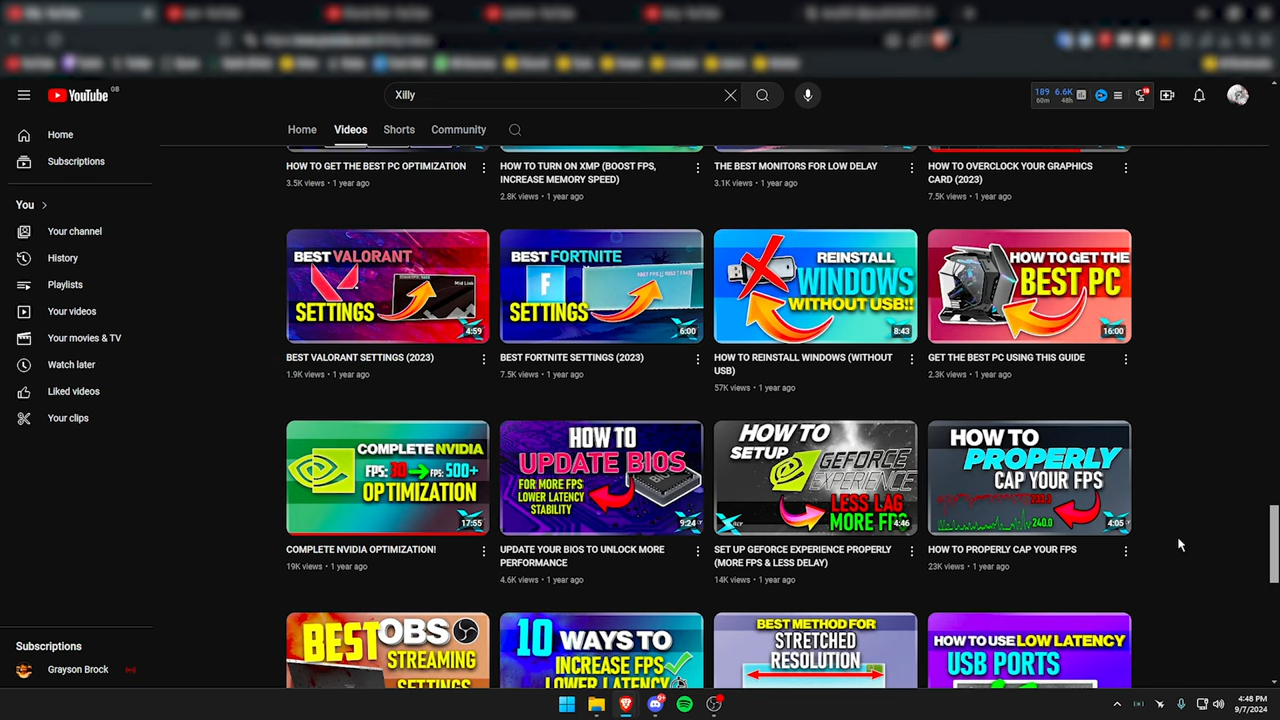 YouTube GB
Xilly
189 6.6K
60m 48h
Home Videos Shorts Community
Home
Subscriptions
You
Your channel
History
Playlists
Your videos
Your movies & TV
Watch later
Liked videos
Your clips
Subscriptions
Grayson Brock
HOW TO GET THE BEST PC OPTIMIZATION
3.5K views • 1 year ago
HOW TO TURN ON XMP (BOOST FPS,
INCREASE MEMORY SPEED)
2.8K views • 1 year ago
THE BEST MONITORS FOR LOW DELAY
3.1K views • 1 year ago
HOW TO OVERCLOCK YOUR GRAPHICS
CARD (2023)
7.5K views • 1 year ago
BEST VALORANT
Mid Link
SETTINGS
4:59
BEST VALORANT SETTINGS (2023)
1.9K views • 1 year ago
BEST FORTNITE
SETTINGS
6:00
BEST FORTNITE SETTINGS (2023)
7.5K views • 1 year ago
REINSTALL
WINDOWS
WITHOUT USB!!
8:43
HOW TO REINSTALL WINDOWS (WITHOUT
USB)
57K views • 1 year ago
HOW TO GET THE
BEST PC
16:00
GET THE BEST PC USING THIS GUIDE
2.3K views • 1 year ago
COMPLETE NVIDIA
FPS: 30 FPS: 500+
OPTIMIZATION
17:55
COMPLETE NVIDIA OPTIMIZATION!
19K views • 1 year ago
HOW TO
UPDATE BIOS
FOR MORE FPS
LOWER LATENCY
STABILITY
9:24
UPDATE YOUR BIOS TO UNLOCK MORE
PERFORMANCE
4.6K views • 1 year ago
HOW TO
SETUP
GEFORCE
EXPERIENCE
LESS LAG
MORE FPS
4:46
SET UP GEFORCE EXPERIENCE PROPERLY
(MORE FPS & LESS DELAY)
14K views • 1 year ago
HOW TO
PROPERLY
CAP YOUR FPS
240.0
4:05
HOW TO PROPERLY CAP YOUR FPS
23K views • 1 year ago
BEST OBS
STREAMING
SETTINGS
10 WAYS TO
INCREASE FPS
LOWER LATENCY
BEST METHOD FOR
STRETCHED
RESOLUTION
HOW TO USE LOW LATENCY
USB PORTS
4:48 PM
9/7/2024